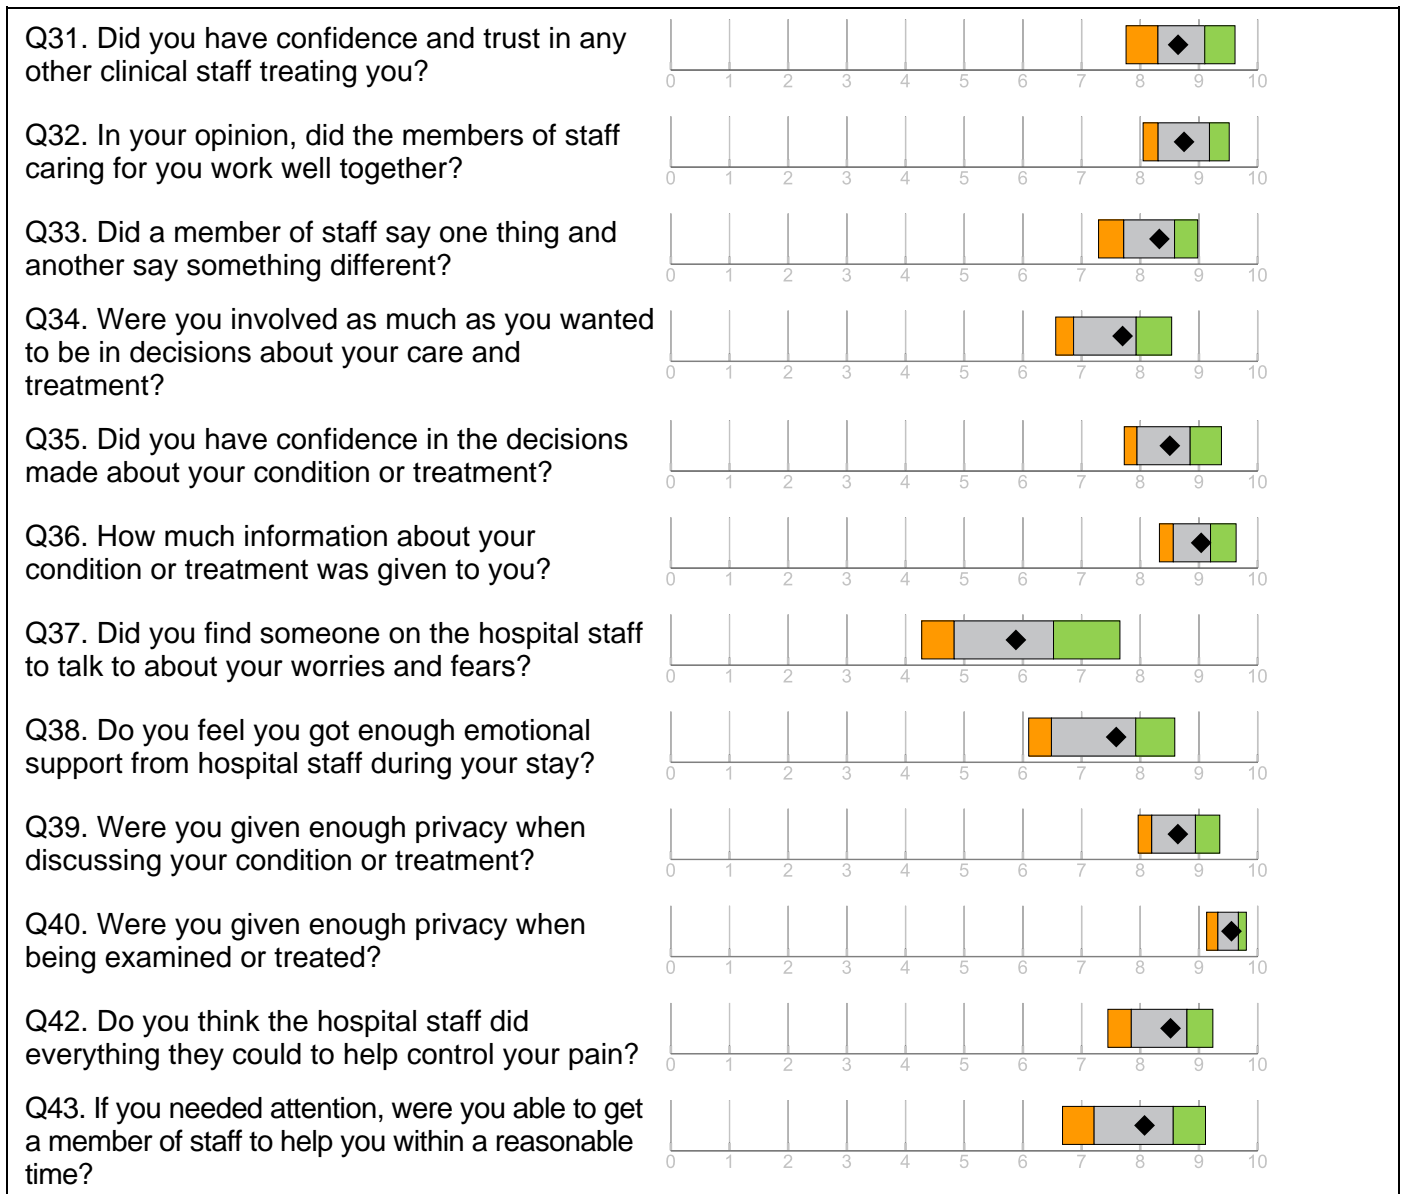 Q31. Did you have confidence and trust in any
other clinical staff treating you?
0 1 2 3 4 5 6 7 8 9 10
Q32. In your opinion, did the members of staff
caring for you work well together?
0 1 2 3 4 5 6 7 8 9 10
Q33. Did a member of staff say one thing and
another say something different?
0 1 2 3 4 5 6 7 8 9 10
Q34. Were you involved as much as you wanted
to be in decisions about your care and
treatment?
0 1 2 3 4 5 6 7 8 9 10
Q35. Did you have confidence in the decisions
made about your condition or treatment?
0 1 2 3 4 5 6 7 8 9 10
Q36. How much information about your
condition or treatment was given to you?
0 1 2 3 4 5 6 7 8 9 10
Q37. Did you find someone on the hospital staff
to talk to about your worries and fears?
0 1 2 3 4 5 6 7 8 9 10
Q38. Do you feel you got enough emotional
support from hospital staff during your stay?
0 1 2 3 4 5 6 7 8 9 10
Q39. Were you given enough privacy when
discussing your condition or treatment?
0 1 2 3 4 5 6 7 8 9 10
Q40. Were you given enough privacy when
being examined or treated?
0 1 2 3 4 5 6 7 8 9 10
Q42. Do you think the hospital staff did
everything they could to help control your pain?
0 1 2 3 4 5 6 7 8 9 10
Q43. If you needed attention, were you able to get
a member of staff to help you within a reasonable
time?
0 1 2 3 4 5 6 7 8 9 10